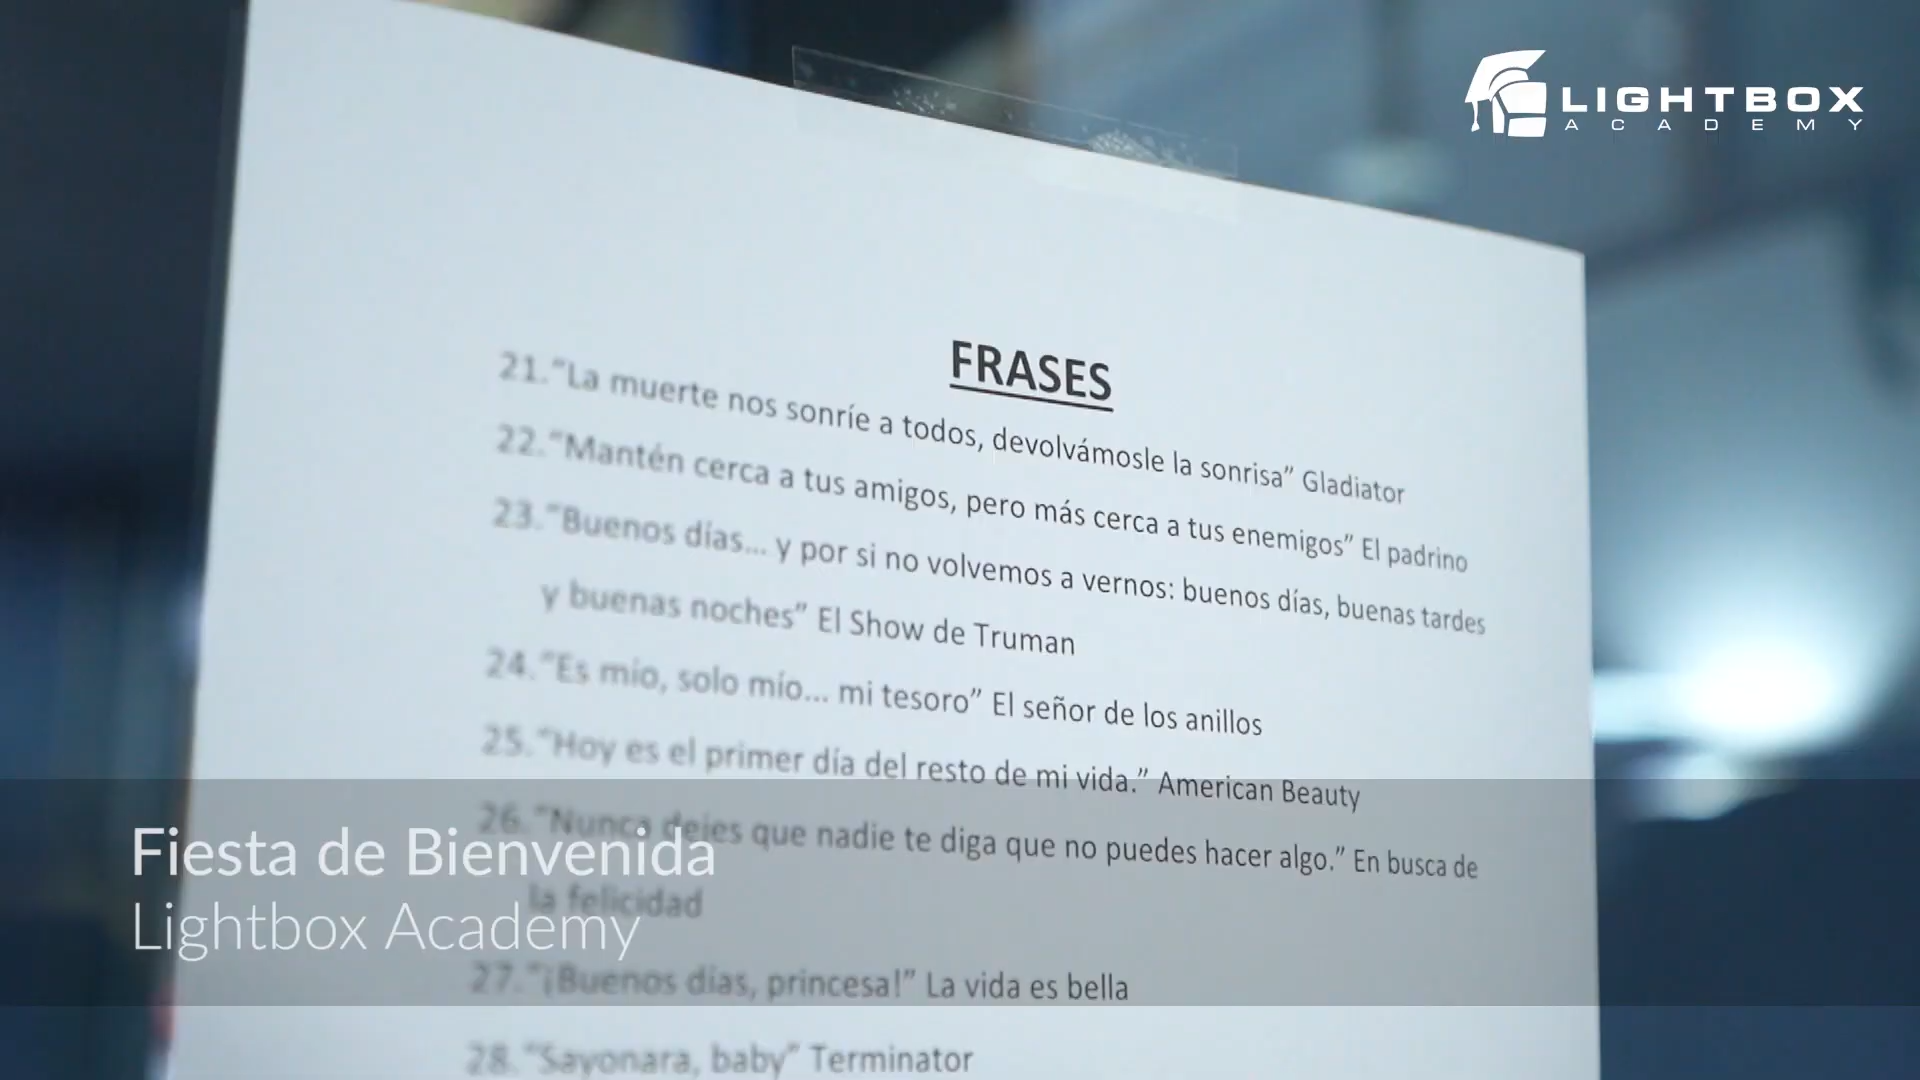 LIGHTBOX
ACADEMY
FRASES
21. “La muerte nos sonríe a todos, devolvámosle la sonrisa” Gladiator
22. “Mantén cerca a tus amigos, pero más cerca a tus enemigos” El padrino
23. “Buenos días... y por si no volvemos a vernos: buenos días, buenas tardes
y buenas noches” El Show de Truman
24. “Es mío, solo mío... mi tesoro” El señor de los anillos
25. “Hoy es el primer día del resto de mi vida.” American Beauty
26. “Nunca dejes que nadie te diga que no puedes hacer algo.” En busca de
la felicidad
27. “¡Buenos días, princesa!” La vida es bella
28. “Sayonara, baby” Terminator
Fiesta de Bienvenida
Lightbox Academy